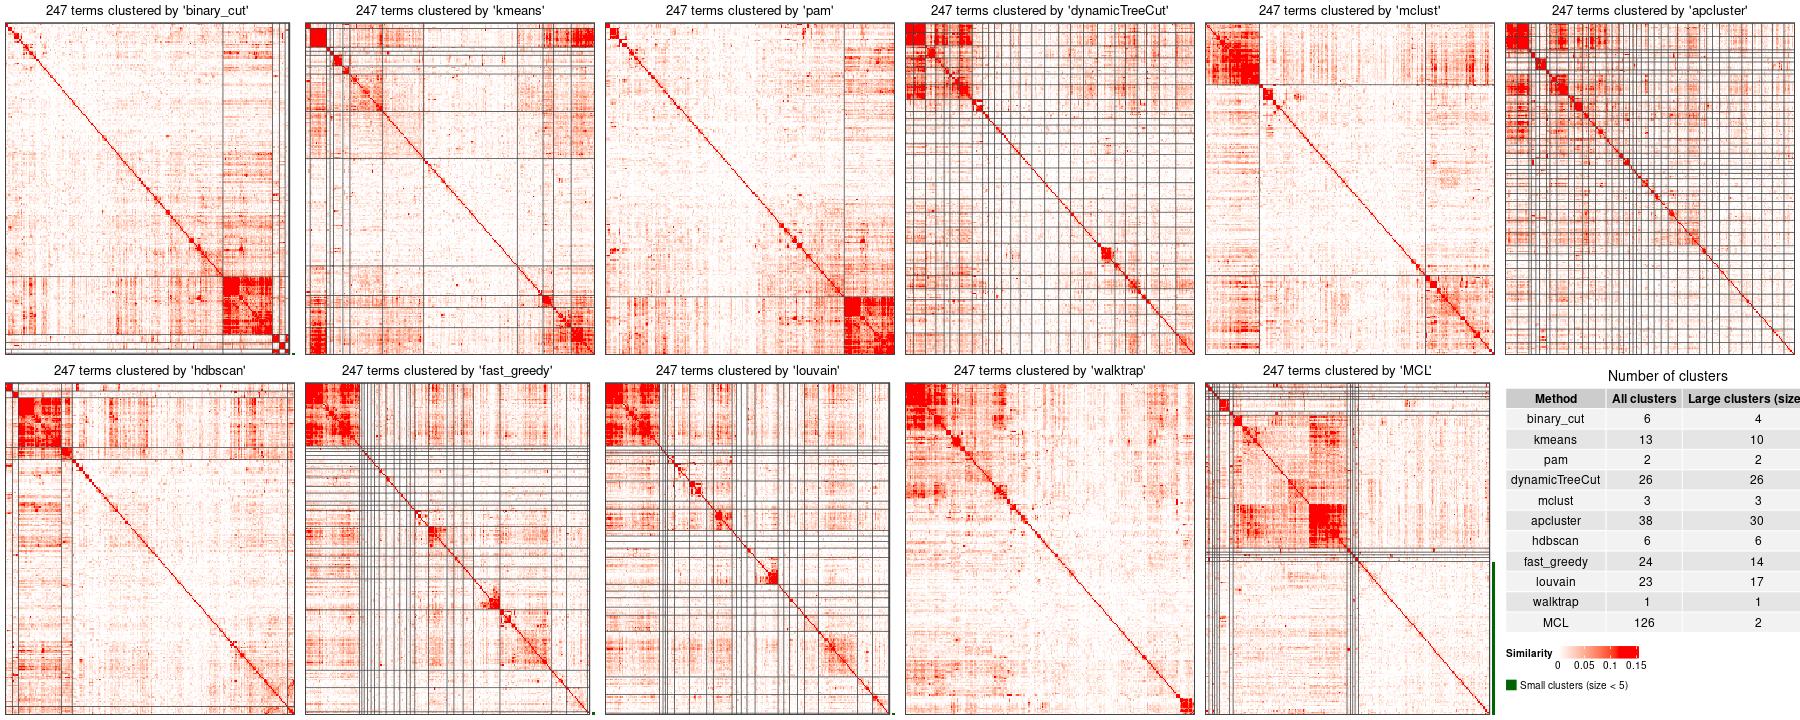 247 terms clustered by 'binary_cut'
247 terms clustered by 'kmeans'
247 terms clustered by 'pam'
247 terms clustered by 'dynamicTreeCut'
247 terms clustered by 'mclust'
247 terms clustered by 'apcluster'
247 terms clustered by 'hdbscan'
247 terms clustered by 'fast_greedy'
247 terms clustered by 'louvain'
247 terms clustered by 'walktrap'
247 terms clustered by 'MCL'
Number of clusters
Method All clusters Large clusters (size
binary_cut 6 4
kmeans 13 10
pam 2 2
dynamicTreeCut 26 26
mclust 3 3
apcluster 38 30
hdbscan 6 6
fast_greedy 24 14
louvain 23 17
walktrap 1 1
MCL 126 2
Similarity
0 0.05 0.1 0.15
Small clusters (size < 5)